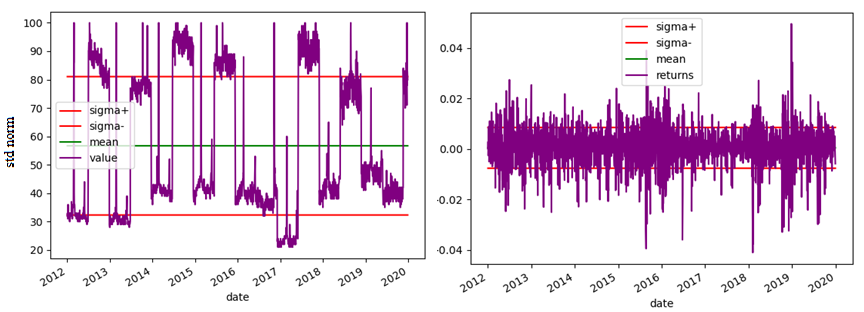 std norm
100
90
80
70
60
50
40
30
20
sigma+
sigma-
mean
value
2012
2013
2014
2015
2016
2017
2018
2019
2020
date
0.04
0.02
0.00
-0.02
-0.04
sigma+
sigma-
mean
returns
2012
2013
2014
2015
2016
2017
2018
2019
2020
date